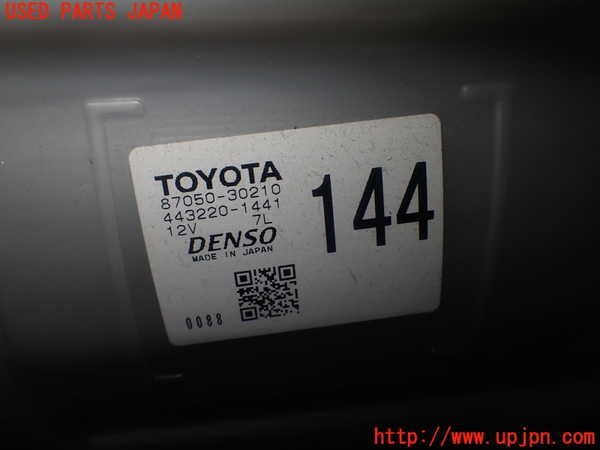 USED PARTS JAPAN
TOYOTA
87050-30210
443220-1441
12V 7L
DENSO
MADE IN JAPAN
144
0088
http://www.upjpn.com/